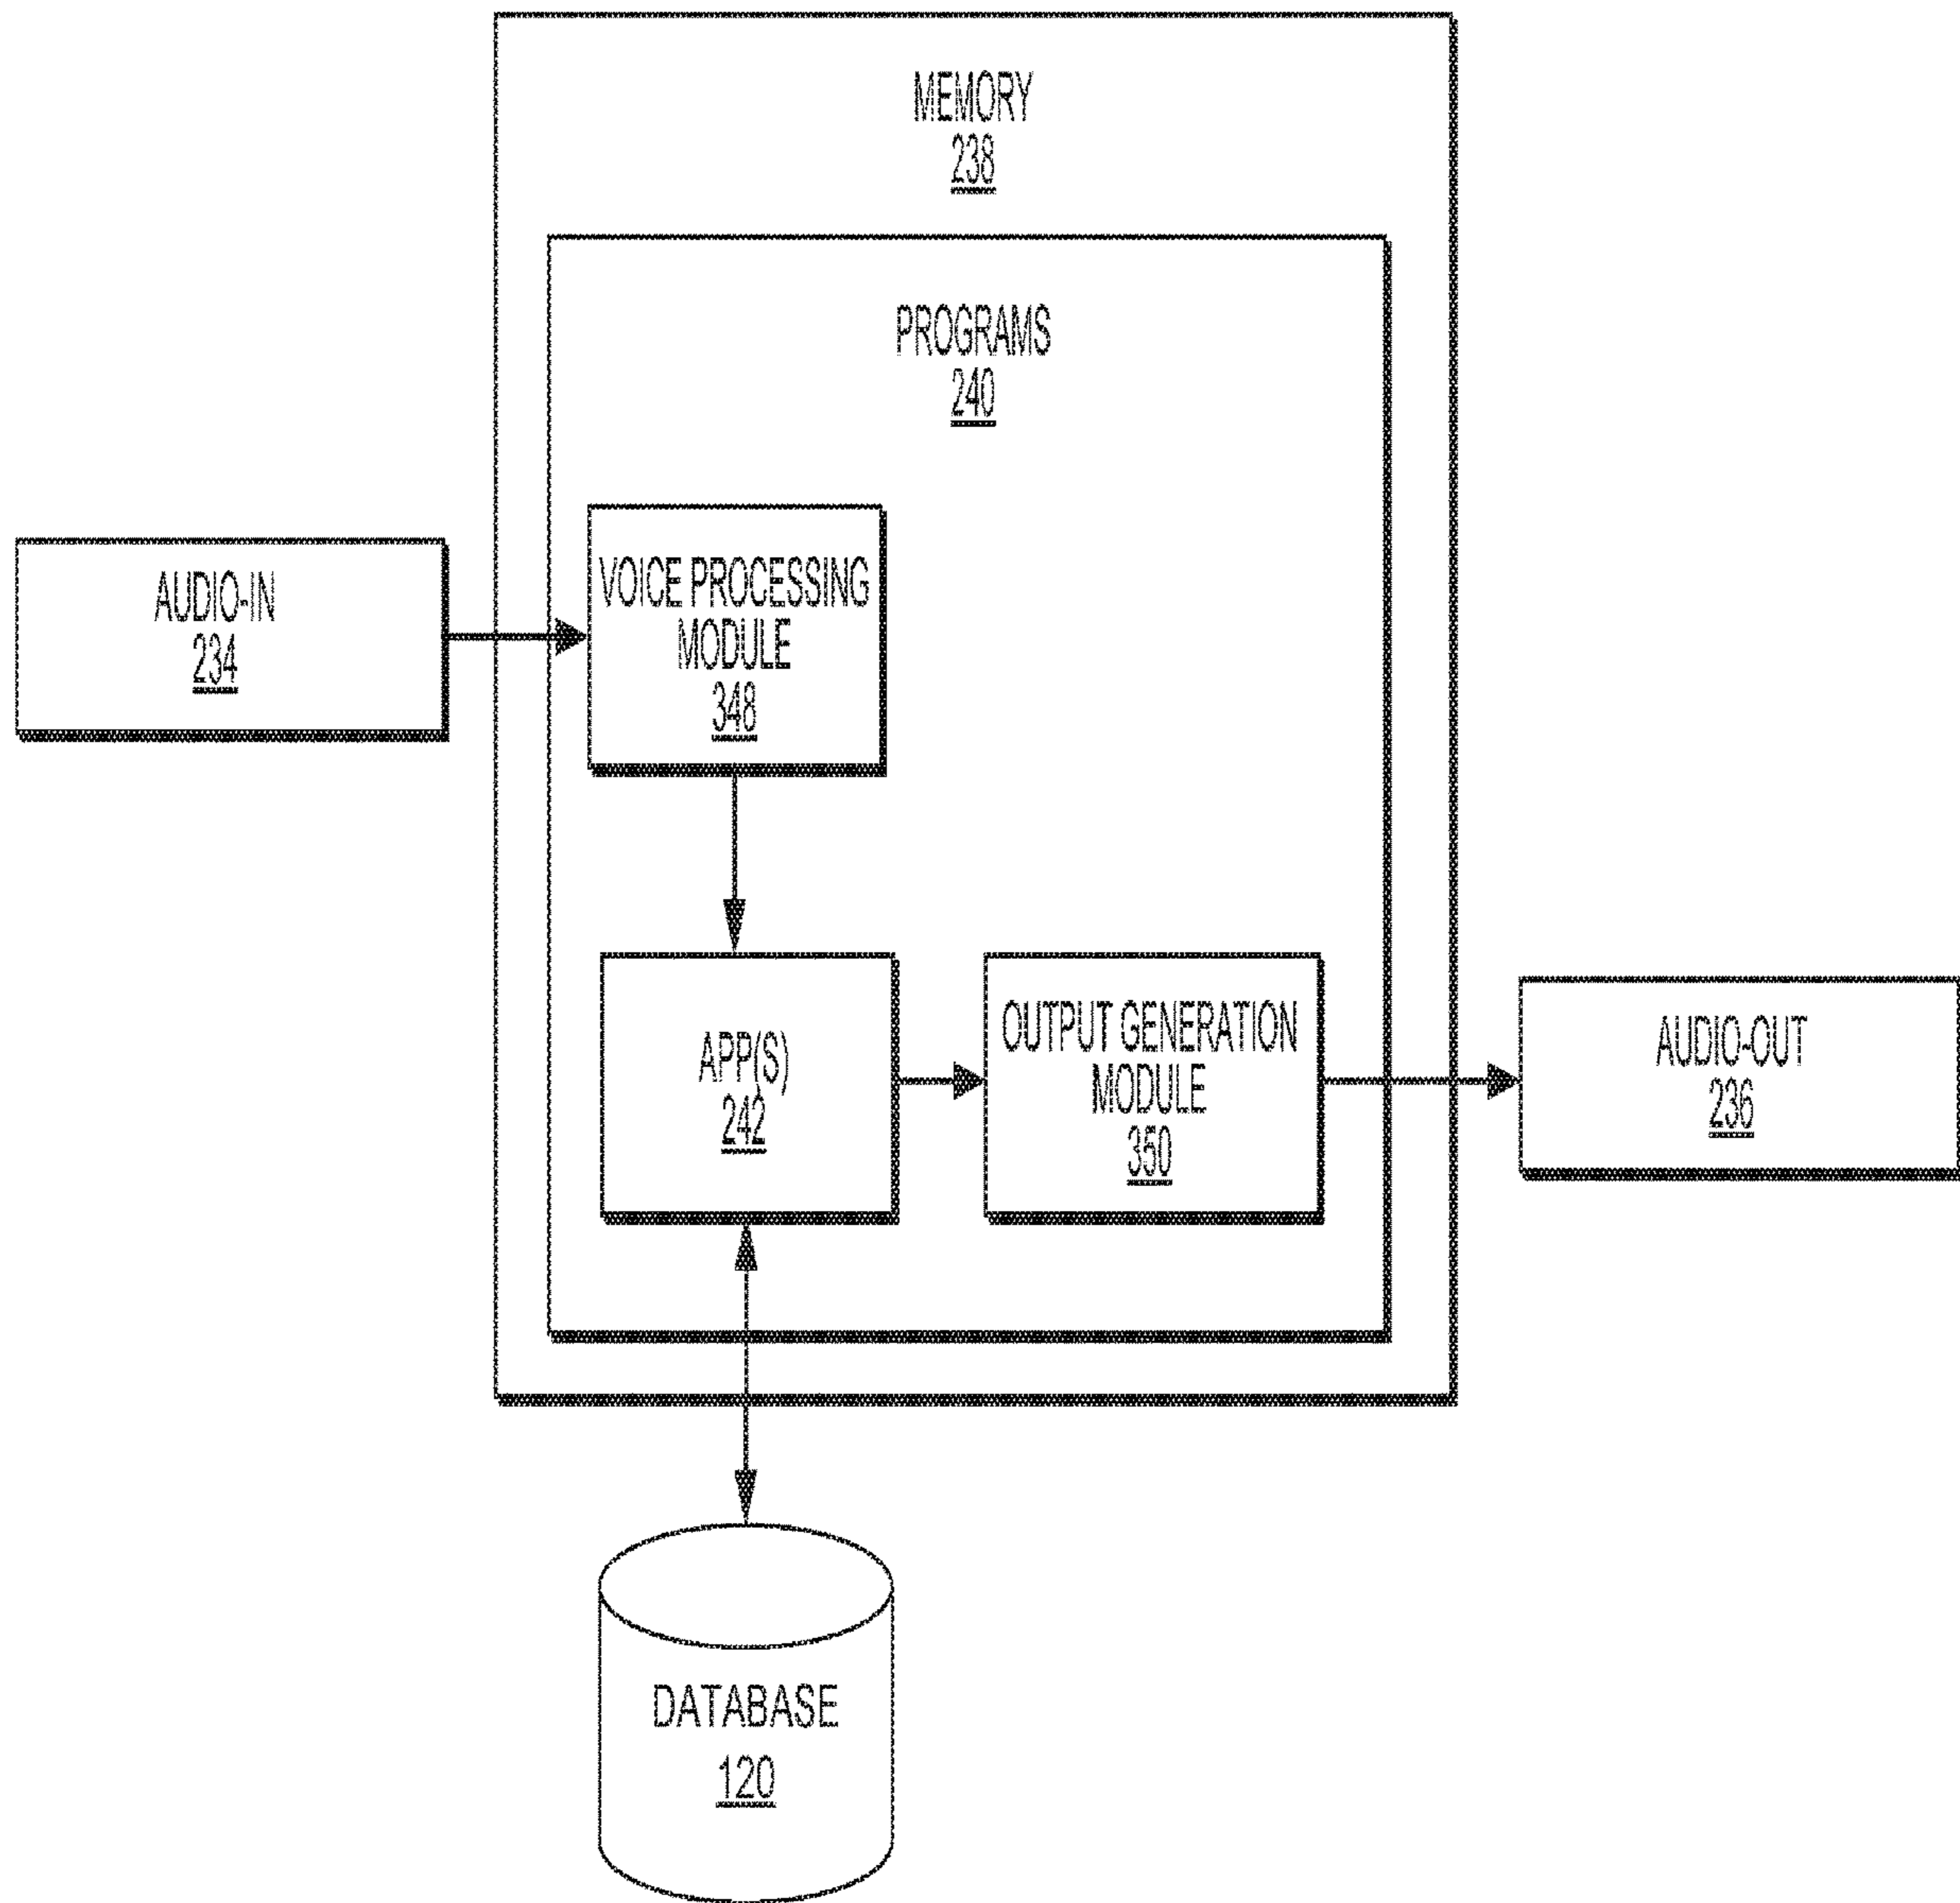 MEMORY
238
PROGRAMS
240
AUDIO-IN
234
VOICE PROCESSING
MODULE
348
APP(S)
242
OUTPUT GENERATION
MODULE
350
AUDIO-OUT
236
DATABASE
120